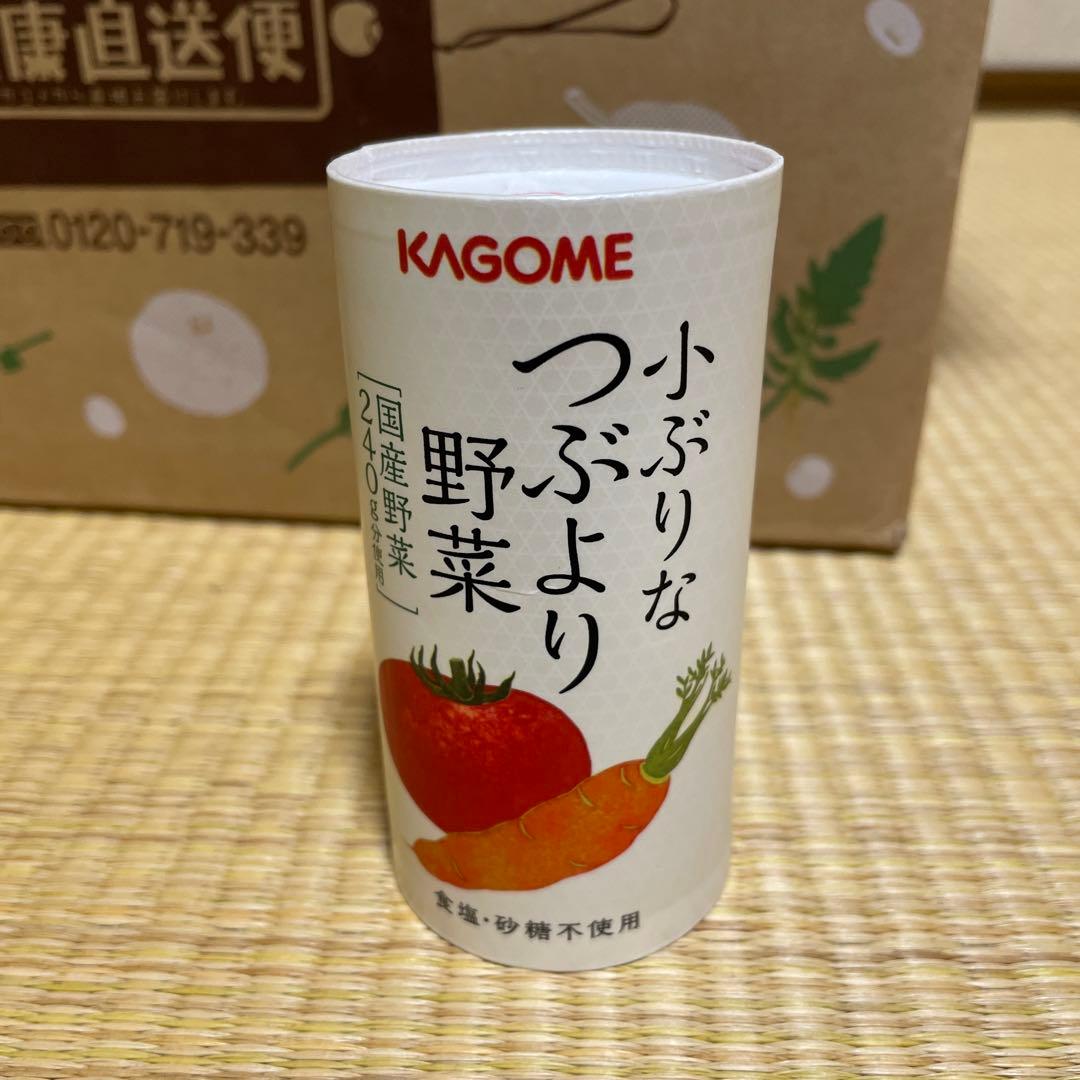 康直送便
0120-719-339
KAGOME
小ぶりな
つぶより
野菜
国産野菜
240g分使用
食塩・砂糖不使用